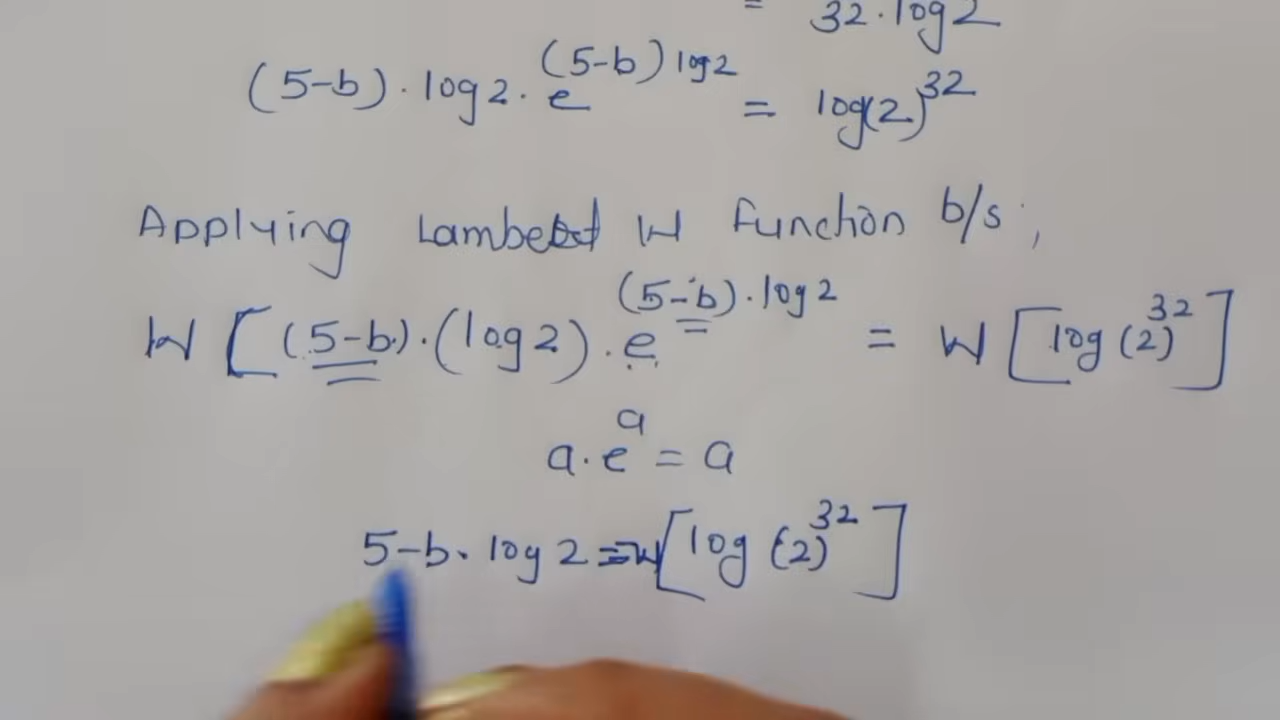 = 32.log2
(5-b).log2.e^(5-b)log2 = log(2)^32
Applying Lambert W Function b/s;
W[(5-b).(log2).e^(5-b).log2 = W[log(2)^32]
a.e^a = a
5-b. log2 = W[log(2)^32]